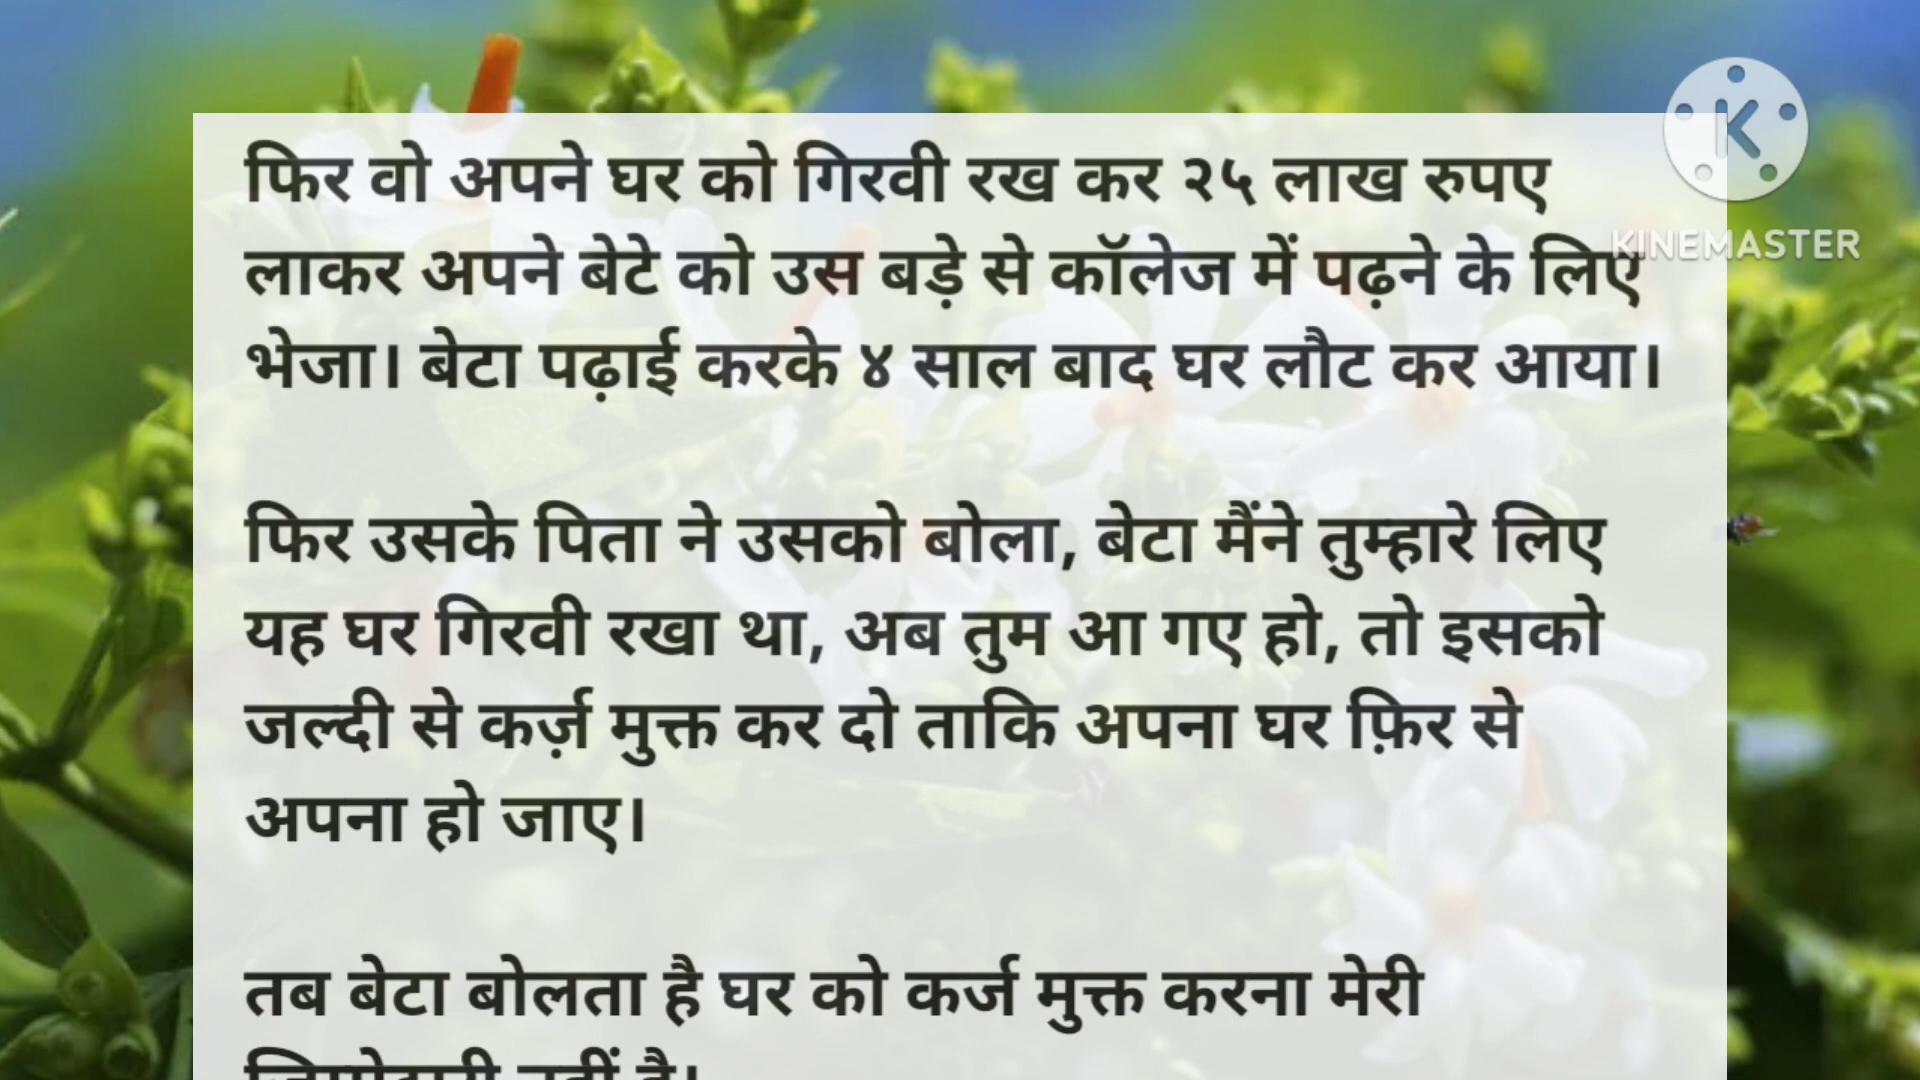 फिर वो अपने घर को गिरवी रख कर २५ लाख रुपए
लाकर अपने बेटे को उस बड़े से कॉलेज में पढ़ने के लिए
भेजा। बेटा पढ़ाई करके ४ साल बाद घर लौट कर आया।
फिर उसके पिता ने उसको बोला, बेटा मैंने तुम्हारे लिए
यह घर गिरवी रखा था, अब तुम आ गए हो, तो इसको
जल्दी से कर्ज़ मुक्त कर दो ताकि अपना घर फ़िर से
अपना हो जाए।
तब बेटा बोलता है घर को कर्ज मुक्त करना मेरी
नहीं है।
K
KINEMASTER